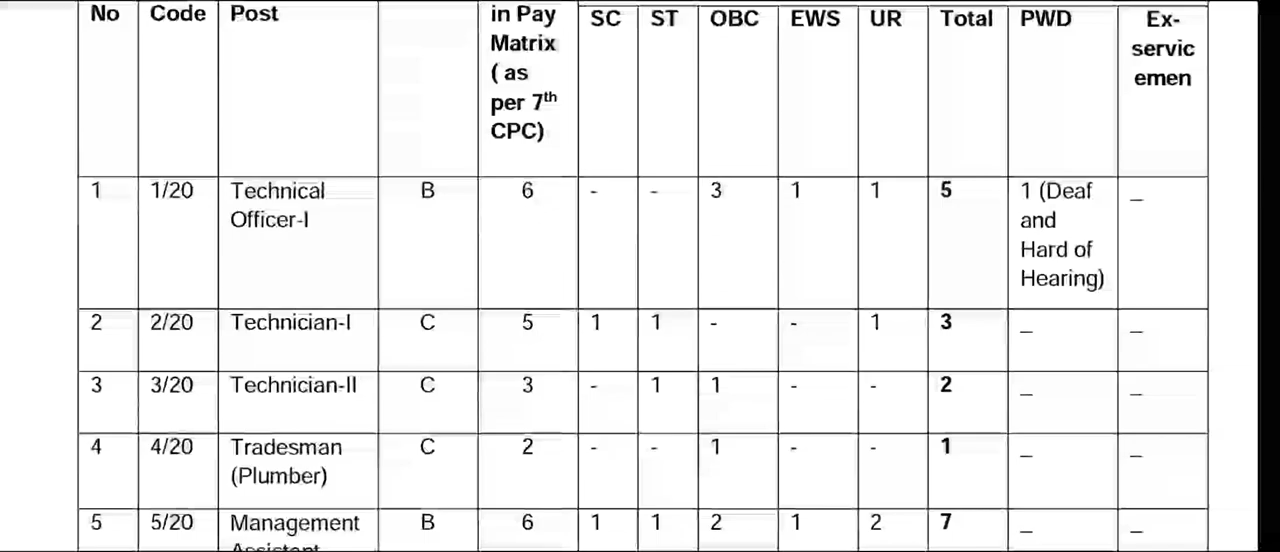 No Code Post in Pay Matrix ( as per 7th CPC) SC ST OBC EWS UR Total PWD Ex-servicemen
1 1/20 Technical Officer-I B 6 - - 3 1 1 5 1 (Deaf and Hard of Hearing) _
2 2/20 Technician-I C 5 1 1 - - 1 3 _ _
3 3/20 Technician-II C 3 - 1 1 - - 2 _ _
4 4/20 Tradesman (Plumber) C 2 - - 1 - - 1 _ _
5 5/20 Management Assistant B 6 1 1 2 1 2 7 _ _